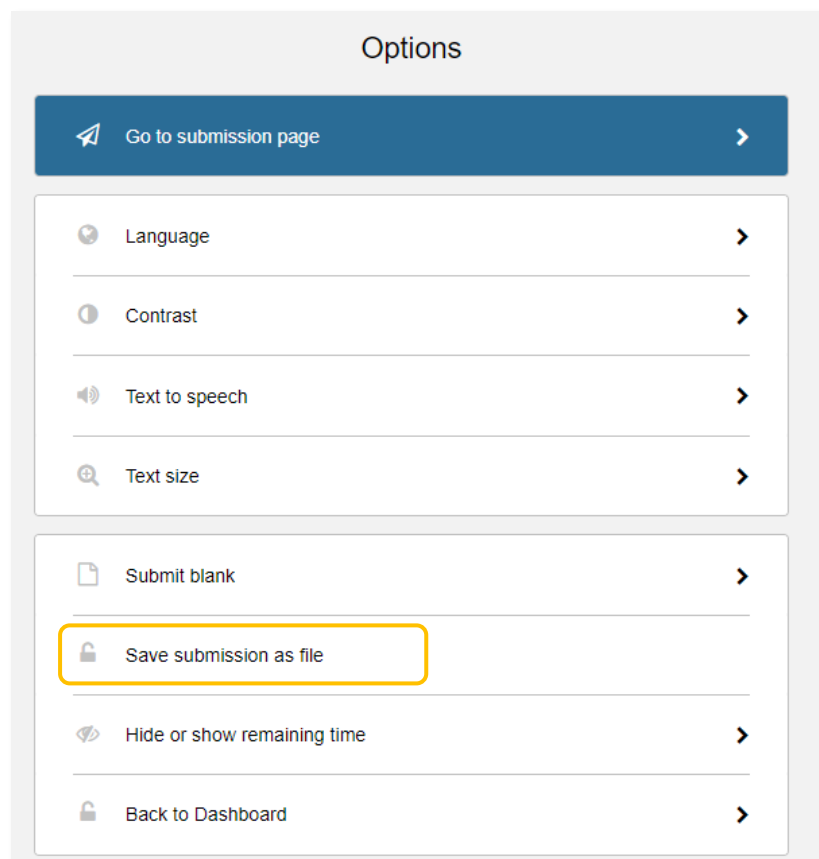 Options
Go to submission page
Language
Contrast
Text to speech
Text size
Submit blank
Save submission as file
Hide or show remaining time
Back to Dashboard